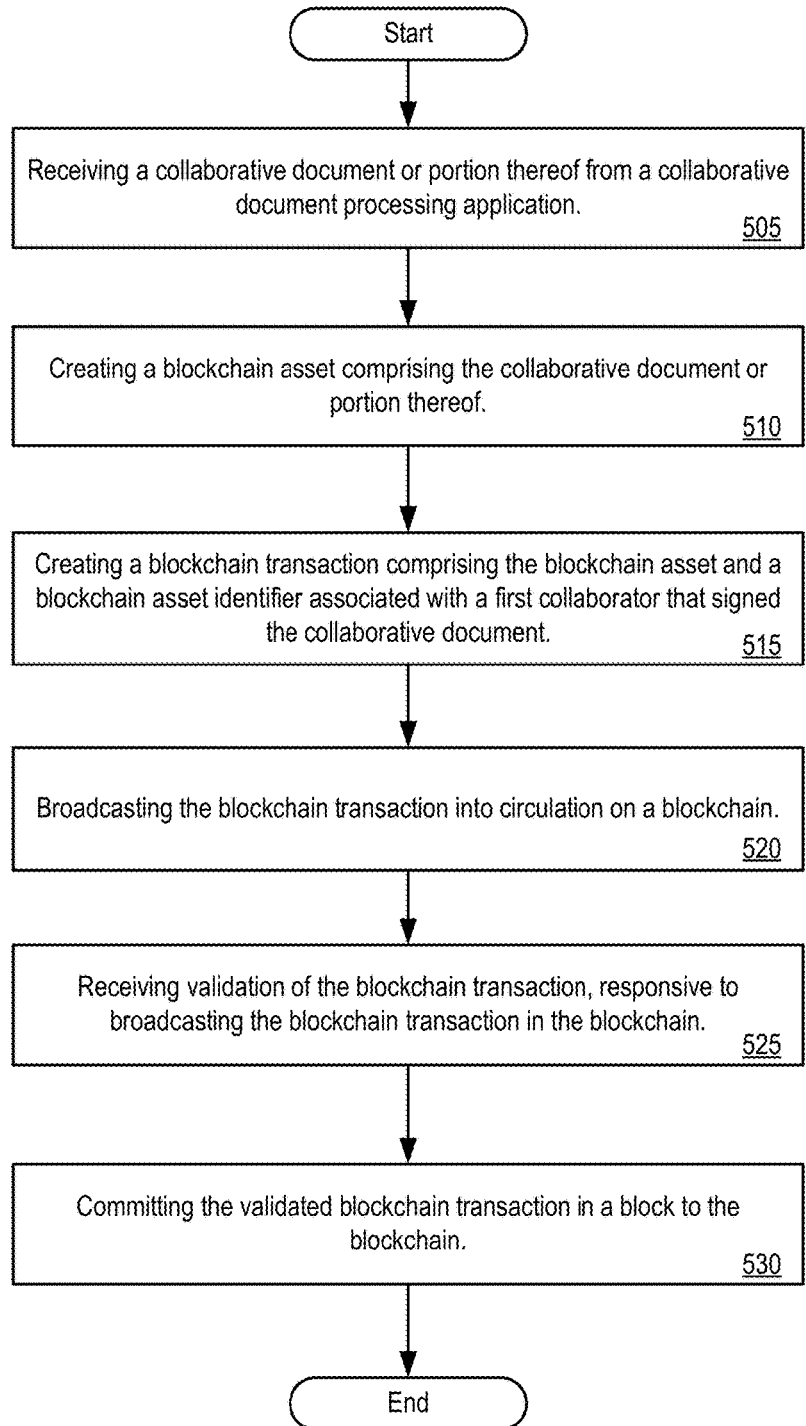 Start
Receiving a collaborative document or portion thereof from a collaborative
document processing application.
505
Creating a blockchain asset comprising the collaborative document or
portion thereof.
510
Creating a blockchain transaction comprising the blockchain asset and a
blockchain asset identifier associated with a first collaborator that signed
the collaborative document.
515
Broadcasting the blockchain transaction into circulation on a blockchain.
520
Receiving validation of the blockchain transaction, responsive to
broadcasting the blockchain transaction in the blockchain.
525
Committing the validated blockchain transaction in a block to the
blockchain.
530
End